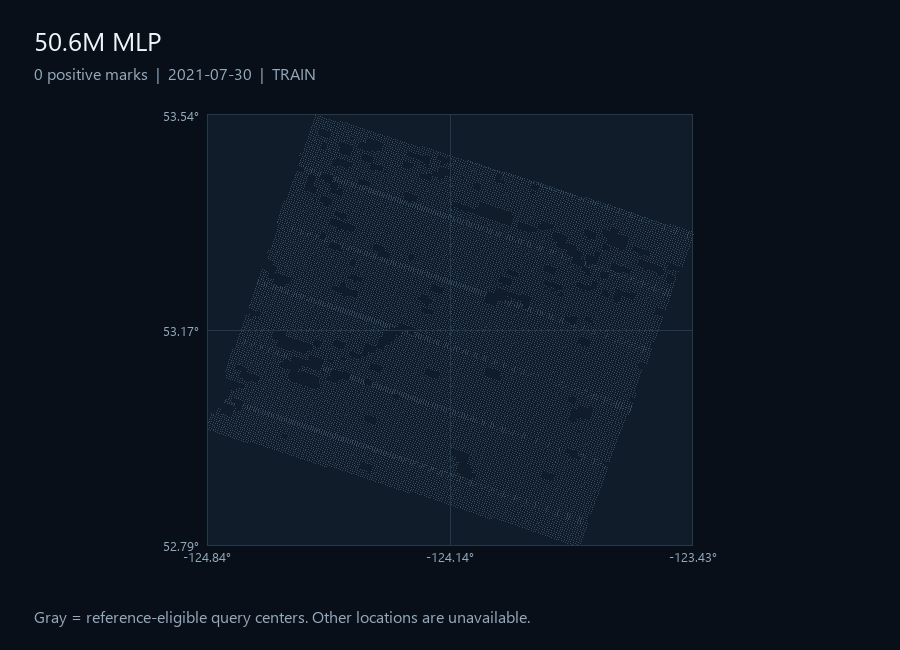 50.6M MLP
0 positive marks | 2021-07-30 | TRAIN
53.54°
53.17°
52.79°
-124.84°
-124.14°
-123.43°
Gray = reference-eligible query centers. Other locations are unavailable.